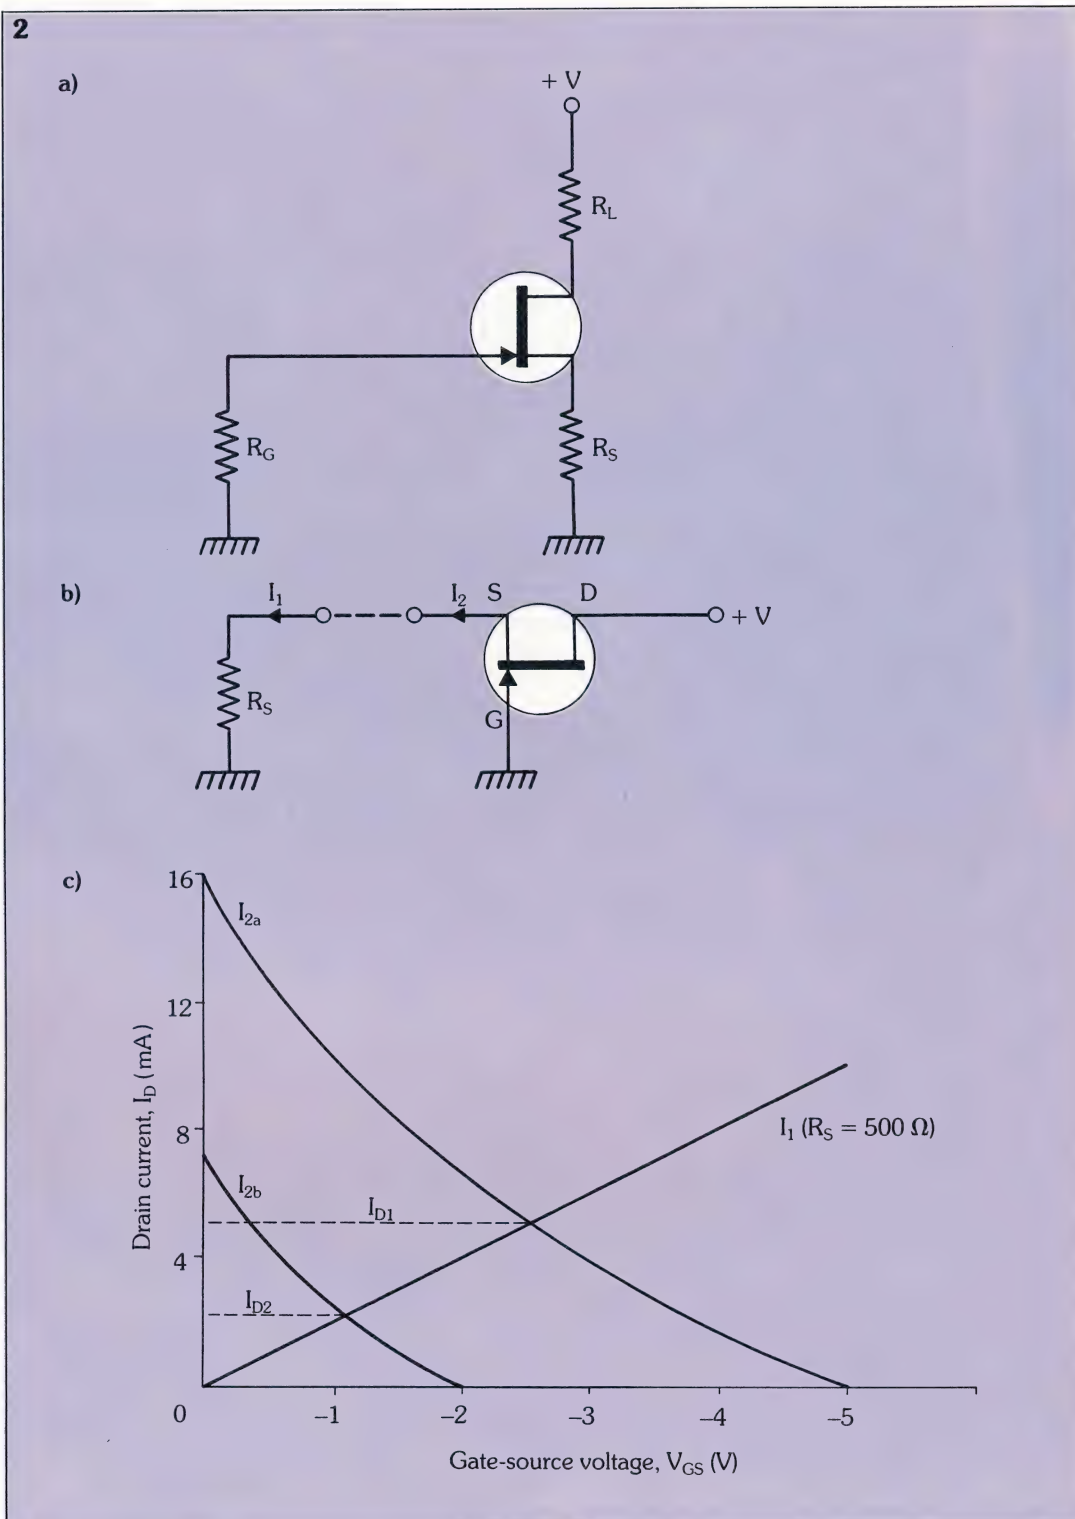 2
a)
+ V
R_L
R_G
R_S
b)
I_1
I_2
S
D
+ V
R_S
G
c)
16
I_2a
12
Drain current, I_D (mA)
8
I_1 (R_S = 500 Ω)
I_2b
I_D1
4
I_D2
0
–1
–2
–3
–4
–5
Gate-source voltage, V_GS (V)